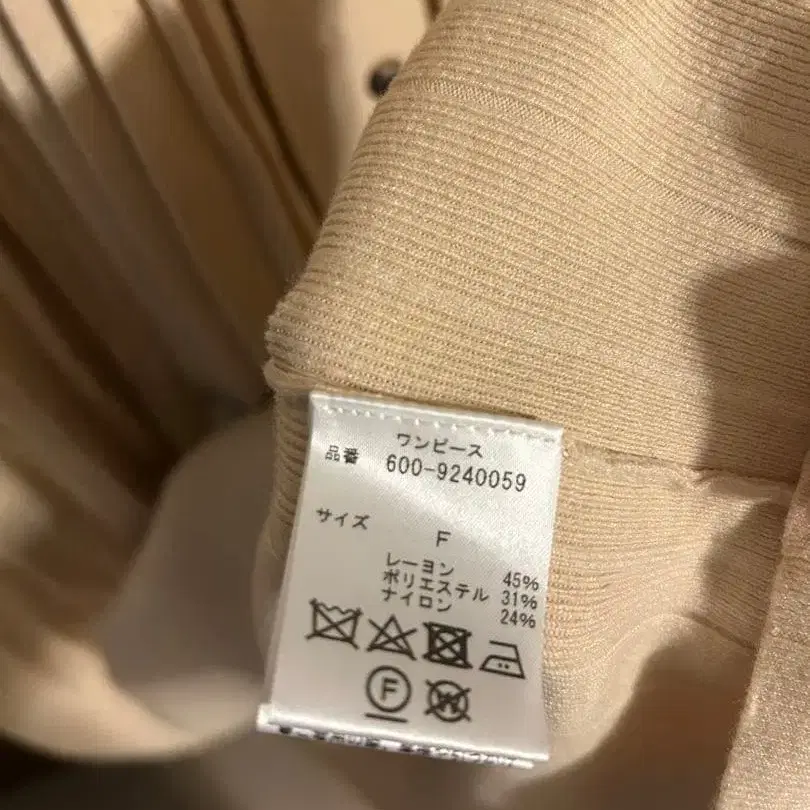 ワンピース
品番 600-9240059
サイズ F
レーヨン 45%
ポリエステル 31%
ナイロン 24%
F W